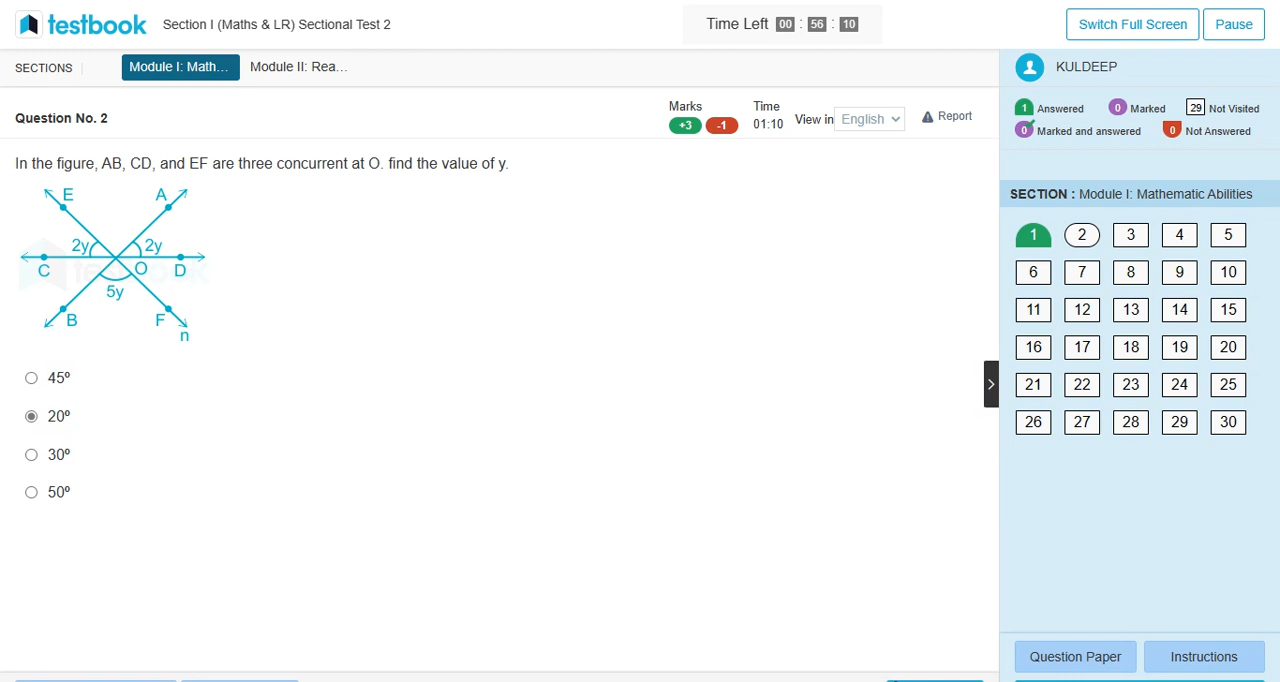 testbook
Section I (Maths & LR) Sectional Test 2
Time Left 00 : 56 : 10
Switch Full Screen
Pause
SECTIONS
Module I: Math...
Module II: Rea...
KULDEEP
Question No. 2
Marks
+3 -1
Time
01:10
View in English
Report
1 Answered
0 Marked
29 Not Visited
0 Marked and answered
0 Not Answered
In the figure, AB, CD, and EF are three concurrent at O. find the value of y.
E A
2y 2y
C O D
5y
B F
n
45º
20º
30º
50º
SECTION : Module I: Mathematic Abilities
1 2 3 4 5
6 7 8 9 10
11 12 13 14 15
16 17 18 19 20
21 22 23 24 25
26 27 28 29 30
Question Paper
Instructions